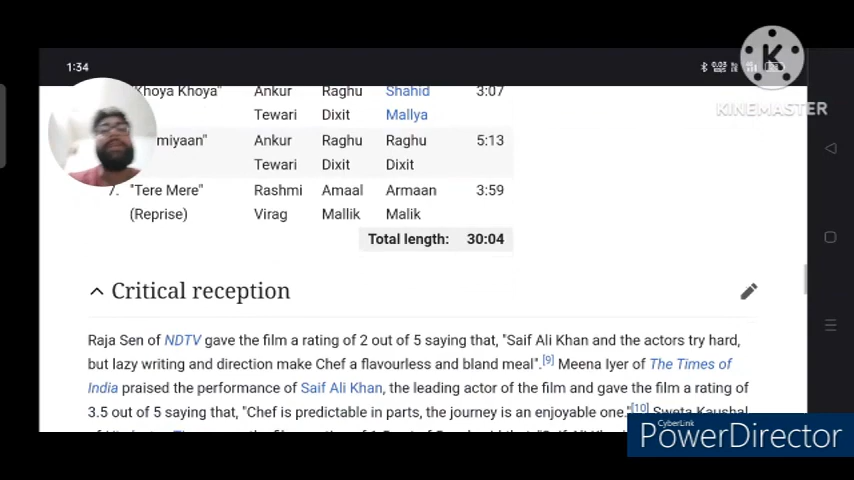 1:34
KINEMASTER
"Khoya Khoya" Ankur Raghu Shahid 3:07
Tewari Dixit Mallya
miyaan" Ankur Raghu Raghu 5:13
Tewari Dixit Dixit
7. "Tere Mere" Rashmi Amaal Armaan 3:59
(Reprise) Virag Mallik Malik
Total length: 30:04
Critical reception
Raja Sen of NDTV gave the film a rating of 2 out of 5 saying that, "Saif Ali Khan and the actors try hard,
but lazy writing and direction make Chef a flavourless and bland meal".[9] Meena Iyer of The Times of
India praised the performance of Saif Ali Khan, the leading actor of the film and gave the film a rating of
3.5 out of 5 saying that, "Chef is predictable in parts, the journey is an enjoyable one."[10] Sweta Kaushal
CyberLink
PowerDirector